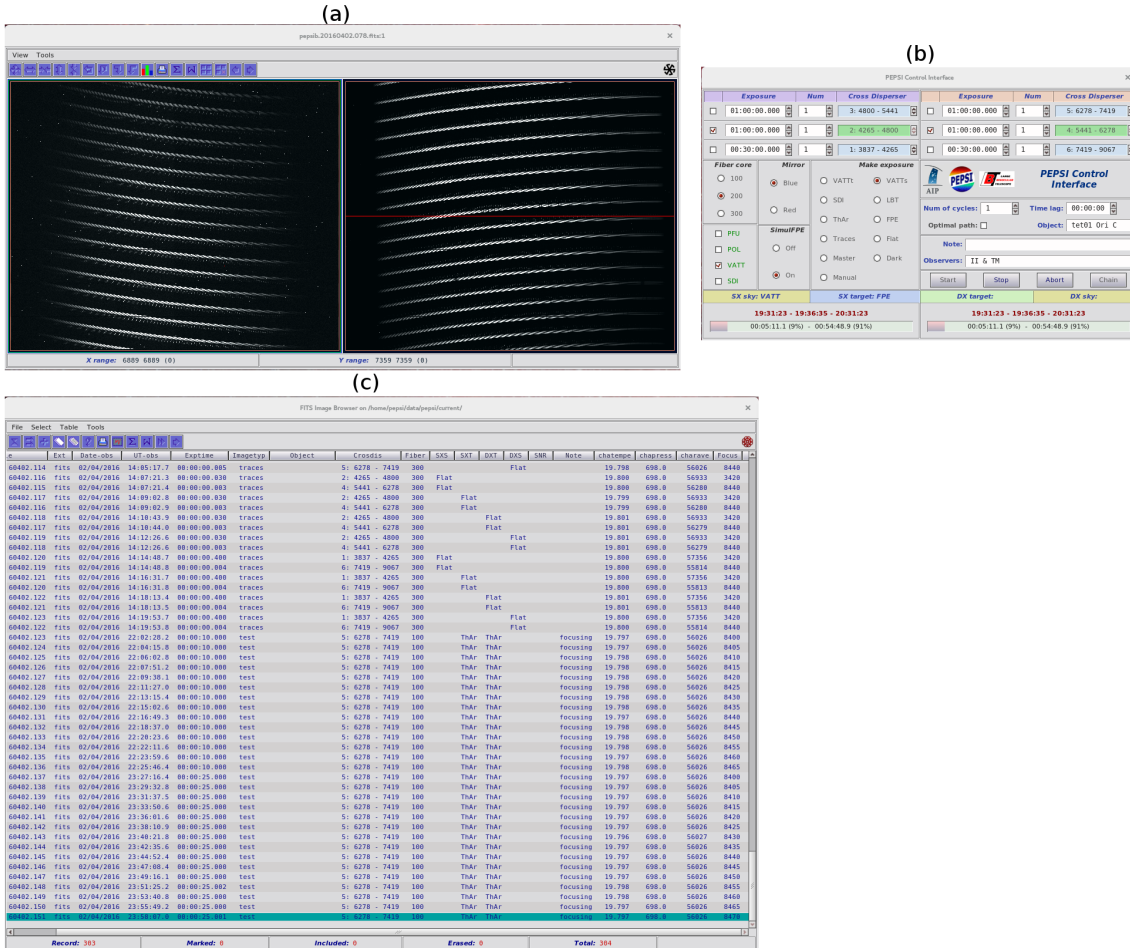 (a)
pepsib.20160402.078.fits:1 ×
View Tools
X range: 6889 6889 (0) Y range: 7359 7359 (0)
(b)
PEPSI Control Interface ×
Exposure Num Cross Disperser Exposure Num Cross Disperser
01:00:00.000 1 3: 4800 - 5441 01:00:00.000 1 5: 6278 - 7419
01:00:00.000 1 2: 4265 - 4800 01:00:00.000 1 4: 5441 - 6278
00:30:00.000 1 1: 3837 - 4265 01:00:00.000 1 6: 7419 - 9067
Fiber core Mirror Make exposure
100 Blue VATTt VATTs
200 SDI LBT
300 Red ThAr FPE
SimulFPE
PFU Off Traces Flat
POL Master Dark
VATT On Manual
SDI
AIP PEPSI PEPSI Control
Interface
Num of cycles: 1 Time lag: 00:00:00
Optimal path: Object: tet01 Ori C
Note:
Observers: II & TM
Start Stop Abort Chain
SX sky: VATT SX target: FPE DX target: DX sky:
19:31:23 - 19:36:35 - 20:31:23 19:31:23 - 19:36:35 - 20:31:23
00:05:11.1 (9%) - 00:54:48.9 (91%) 00:05:11.1 (9%) - 00:54:48.9 (91%)
(c)
FITS Image Browser on /home/pepsi/data/pepsi/current/ ×
File Select Table Tools
e Ext Date-obs UT-obs Exptime Imagetyp Object Crosdis Fiber SXS SXT DXT DXS SNR Note chatempe chapress charave Focus
60402.114 fits 02/04/2016 14:05:17.7 00:00:00.005 traces 5: 6278 - 7419 300 Flat 19.798 698.0 56026 8440
60402.116 fits 02/04/2016 14:07:21.3 00:00:00.030 traces 2: 4265 - 4800 300 Flat 19.800 698.0 56933 3420
60402.115 fits 02/04/2016 14:07:21.4 00:00:00.003 traces 4: 5441 - 6278 300 Flat 19.800 698.0 56280 8440
60402.117 fits 02/04/2016 14:09:02.8 00:00:00.030 traces 2: 4265 - 4800 300 Flat 19.799 698.0 56933 3420
60402.116 fits 02/04/2016 14:09:02.9 00:00:00.003 traces 4: 5441 - 6278 300 Flat 19.799 698.0 56280 8440
60402.118 fits 02/04/2016 14:10:43.9 00:00:00.030 traces 2: 4265 - 4800 300 Flat 19.801 698.0 56933 3420
60402.117 fits 02/04/2016 14:10:44.0 00:00:00.003 traces 4: 5441 - 6278 300 Flat 19.801 698.0 56279 8440
60402.119 fits 02/04/2016 14:12:26.6 00:00:00.030 traces 2: 4265 - 4800 300 Flat 19.801 698.0 56933 3420
60402.118 fits 02/04/2016 14:12:26.6 00:00:00.003 traces 4: 5441 - 6278 300 Flat 19.801 698.0 56279 8440
60402.120 fits 02/04/2016 14:14:48.7 00:00:00.400 traces 1: 3837 - 4265 300 Flat 19.800 698.0 57356 3420
60402.119 fits 02/04/2016 14:14:48.8 00:00:00.004 traces 6: 7419 - 9067 300 Flat 19.800 698.0 55814 8440
60402.121 fits 02/04/2016 14:16:31.7 00:00:00.400 traces 1: 3837 - 4265 300 Flat 19.800 698.0 57356 3420
60402.120 fits 02/04/2016 14:16:31.8 00:00:00.004 traces 6: 7419 - 9067 300 Flat 19.800 698.0 55813 8440
60402.122 fits 02/04/2016 14:18:13.4 00:00:00.400 traces 1: 3837 - 4265 300 Flat 19.801 698.0 57356 3420
60402.121 fits 02/04/2016 14:18:13.5 00:00:00.004 traces 6: 7419 - 9067 300 Flat 19.801 698.0 55813 8440
60402.123 fits 02/04/2016 14:19:53.7 00:00:00.400 traces 1: 3837 - 4265 300 Flat 19.800 698.0 57356 3420
60402.122 fits 02/04/2016 14:19:53.8 00:00:00.004 traces 6: 7419 - 9067 300 Flat 19.800 698.0 55814 8440
60402.123 fits 02/04/2016 22:02:28.2 00:00:10.000 test 5: 6278 - 7419 100 ThAr ThAr focusing 19.797 698.0 56026 8400
60402.124 fits 02/04/2016 22:04:15.8 00:00:10.000 test 5: 6278 - 7419 100 ThAr ThAr focusing 19.798 698.0 56026 8405
60402.125 fits 02/04/2016 22:06:02.8 00:00:10.000 test 5: 6278 - 7419 100 ThAr ThAr focusing 19.797 698.0 56026 8410
60402.126 fits 02/04/2016 22:07:51.2 00:00:10.000 test 5: 6278 - 7419 100 ThAr ThAr focusing 19.798 698.0 56026 8415
60402.127 fits 02/04/2016 22:09:38.1 00:00:10.000 test 5: 6278 - 7419 100 ThAr ThAr focusing 19.797 698.0 56026 8420
60402.128 fits 02/04/2016 22:11:27.0 00:00:10.000 test 5: 6278 - 7419 100 ThAr ThAr focusing 19.798 698.0 56026 8425
60402.129 fits 02/04/2016 22:13:15.4 00:00:10.000 test 5: 6278 - 7419 100 ThAr ThAr focusing 19.798 698.0 56026 8430
60402.130 fits 02/04/2016 22:15:02.6 00:00:10.000 test 5: 6278 - 7419 100 ThAr ThAr focusing 19.798 698.0 56026 8435
60402.131 fits 02/04/2016 22:16:49.3 00:00:10.000 test 5: 6278 - 7419 100 ThAr ThAr focusing 19.797 698.0 56026 8440
60402.132 fits 02/04/2016 22:18:37.0 00:00:10.000 test 5: 6278 - 7419 100 ThAr ThAr focusing 19.798 698.0 56026 8445
60402.133 fits 02/04/2016 22:20:23.6 00:00:10.000 test 5: 6278 - 7419 100 ThAr ThAr focusing 19.798 698.0 56026 8450
60402.134 fits 02/04/2016 22:22:11.6 00:00:10.000 test 5: 6278 - 7419 100 ThAr ThAr focusing 19.798 698.0 56026 8455
60402.135 fits 02/04/2016 22:23:59.6 00:00:10.000 test 5: 6278 - 7419 100 ThAr ThAr focusing 19.797 698.0 56026 8460
60402.136 fits 02/04/2016 22:25:46.4 00:00:10.000 test 5: 6278 - 7419 100 ThAr ThAr focusing 19.798 698.0 56026 8465
60402.137 fits 02/04/2016 23:27:16.4 00:00:25.000 test 5: 6278 - 7419 100 ThAr ThAr focusing 19.797 698.0 56026 8400
60402.138 fits 02/04/2016 23:29:32.8 00:00:25.000 test 5: 6278 - 7419 100 ThAr ThAr focusing 19.797 698.0 56026 8405
60402.139 fits 02/04/2016 23:31:37.5 00:00:25.000 test 5: 6278 - 7419 100 ThAr ThAr focusing 19.797 698.0 56026 8410
60402.140 fits 02/04/2016 23:33:50.6 00:00:25.000 test 5: 6278 - 7419 100 ThAr ThAr focusing 19.797 698.0 56026 8415
60402.141 fits 02/04/2016 23:36:01.6 00:00:25.000 test 5: 6278 - 7419 100 ThAr ThAr focusing 19.797 698.0 56026 8420
60402.142 fits 02/04/2016 23:38:10.9 00:00:25.000 test 5: 6278 - 7419 100 ThAr ThAr focusing 19.797 698.0 56026 8425
60402.143 fits 02/04/2016 23:40:21.8 00:00:25.000 test 5: 6278 - 7419 100 ThAr ThAr focusing 19.796 698.0 56027 8430
60402.144 fits 02/04/2016 23:42:35.6 00:00:25.000 test 5: 6278 - 7419 100 ThAr ThAr focusing 19.797 698.0 56026 8435
60402.145 fits 02/04/2016 23:44:52.4 00:00:25.000 test 5: 6278 - 7419 100 ThAr ThAr focusing 19.797 698.0 56026 8440
60402.146 fits 02/04/2016 23:47:08.4 00:00:25.000 test 5: 6278 - 7419 100 ThAr ThAr focusing 19.797 698.0 56026 8445
60402.147 fits 02/04/2016 23:49:16.1 00:00:25.000 test 5: 6278 - 7419 100 ThAr ThAr focusing 19.797 698.0 56026 8450
60402.148 fits 02/04/2016 23:51:25.2 00:00:25.002 test 5: 6278 - 7419 100 ThAr ThAr focusing 19.798 698.0 56026 8455
60402.149 fits 02/04/2016 23:53:40.8 00:00:25.000 test 5: 6278 - 7419 100 ThAr ThAr focusing 19.798 698.0 56026 8460
60402.150 fits 02/04/2016 23:55:49.2 00:00:25.000 test 5: 6278 - 7419 100 ThAr ThAr focusing 19.797 698.0 56026 8465
60402.151 fits 02/04/2016 23:58:07.0 00:00:25.001 test 5: 6278 - 7419 100 ThAr ThAr focusing 19.797 698.0 56026 8470
Record: 303 Marked: 0 Included: 0 Erased: 0 Total: 304